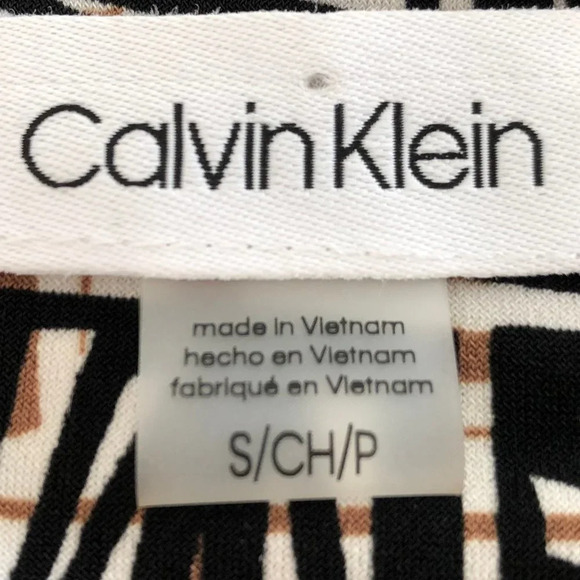 Calvin Klein
made in Vietnam
hecho en Vietnam
fabriqué en Vietnam
S/CH/P